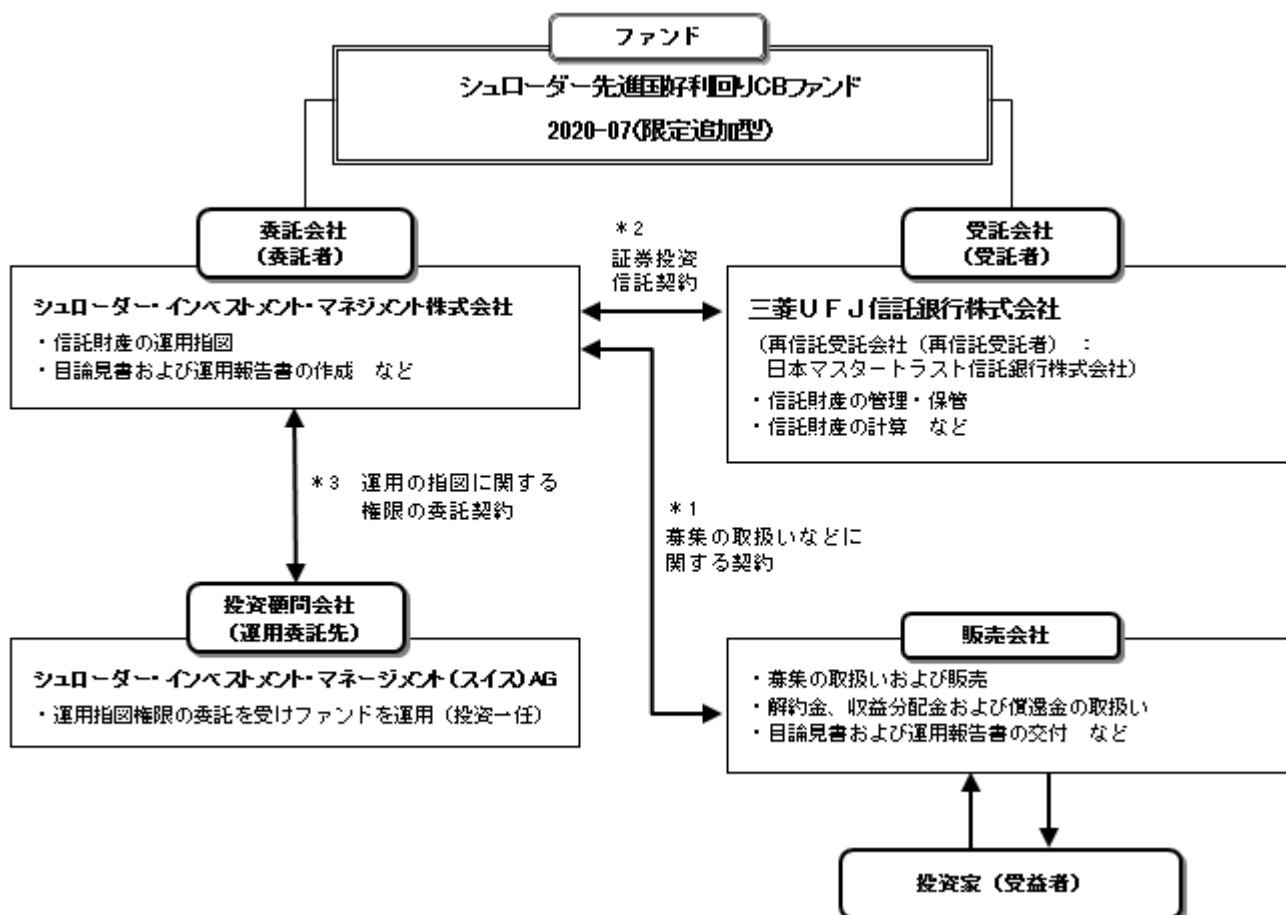 ファンド
シュローダー先進国好利回りCBファンド
2020-07(限定追加型)
委託会社
(委託者)
シュローダー・インベストメント・マネジメント株式会社
・信託財産の運用指図
・目論見書および運用報告書の作成 など
＊2
証券投資
信託契約
受託会社
(受託者)
三菱ＵＦＪ信託銀行株式会社
（再信託受託会社（再信託受託者）：
日本マスタートラスト信託銀行株式会社）
・信託財産の管理・保管
・信託財産の計算 など
＊3 運用の指図に関する
権限の委託契約
＊1
募集の取扱いなどに
関する契約
投資顧問会社
（運用委託先）
シュローダー・インベストメント・マネージメント(スイス)AG
・運用指図権限の委託を受けファンドを運用（投資一任）
販売会社
・募集の取扱いおよび販売
・解約金、収益分配金および償還金の取扱い
・目論見書および運用報告書の交付 など
投資家（受益者）